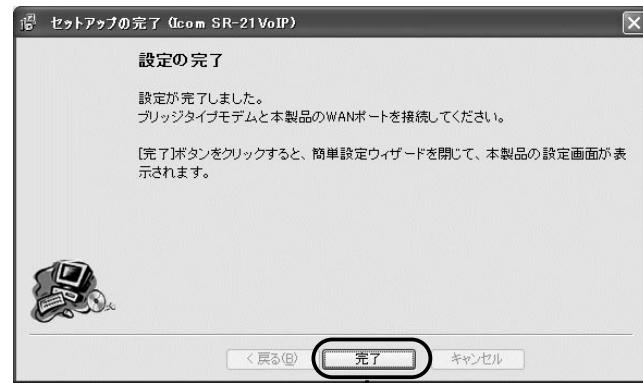 セットアップの完了 (Icom SR-21VoIP)
設定の完了
設定が完了しました。
ブリッジタイプモデムと本製品のWANポートを接続してください。
[完了]ボタンをクリックすると、簡単設定ウィザードを閉じて、本製品の設定画面が表
示されます。
< 戻る(B)
完了
キャンセル